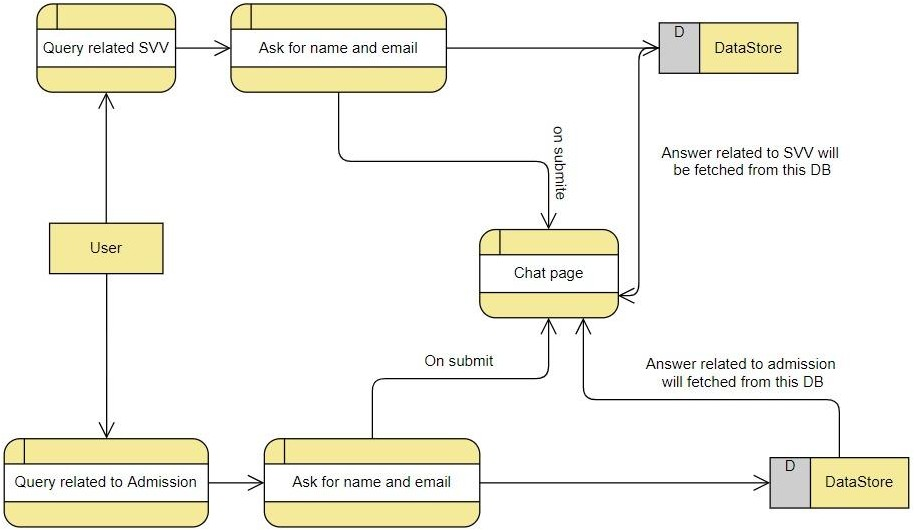 Query related SVV
Ask for name and email
D
DataStore
on submite
Answer related to SVV will
be fetched from this DB
User
Chat page
On submit
Answer related to admission
will fetched from this DB
Query related to Admission
Ask for name and email
D
DataStore